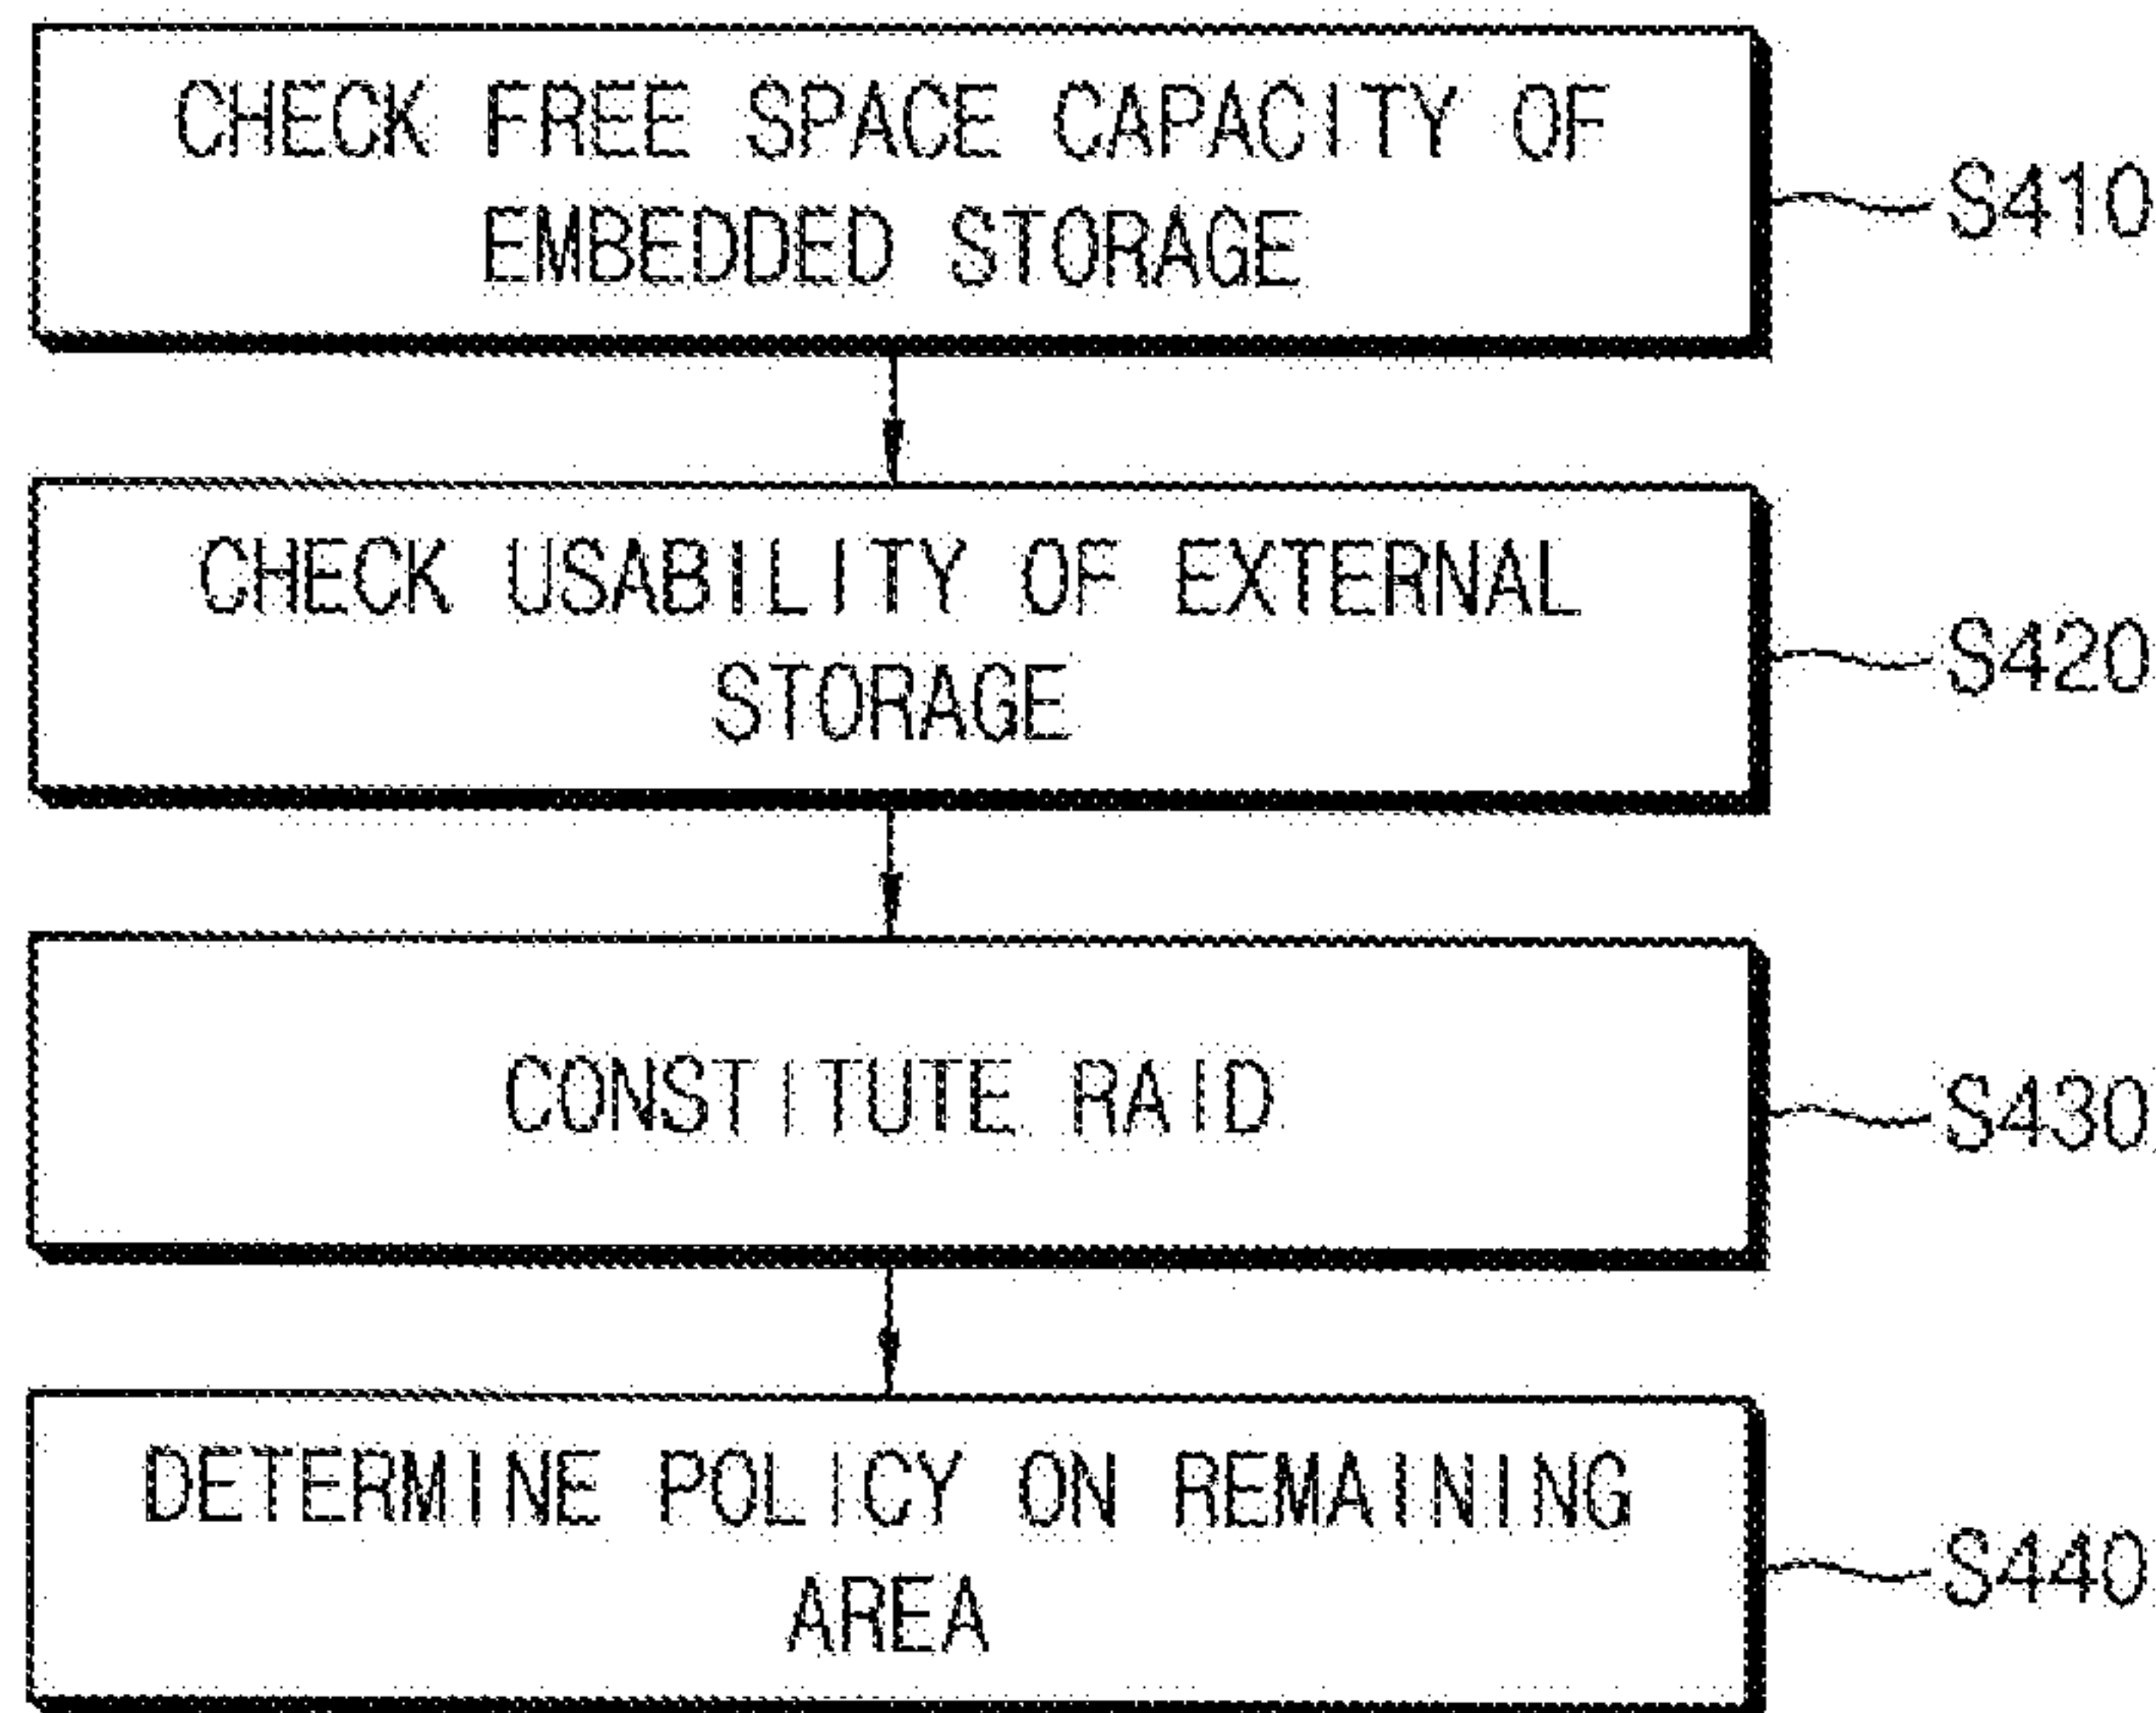 CHECK FREE SPACE CAPACITY OF
EMBEDDED STORAGE
S410
CHECK USABILITY OF EXTERNAL
STORAGE
S420
CONSTITUTE RAID
S430
DETERMINE POLICY ON REMAINING
AREA
S440